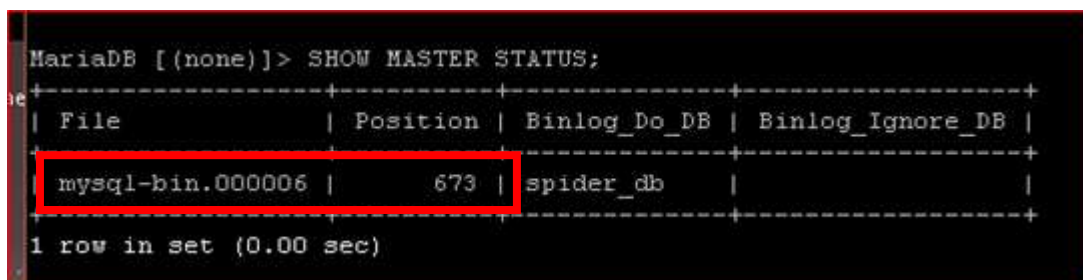 MariaDB [(none)]> SHOW MASTER STATUS;
+------------------+----------+--------------+------------------+
| File | Position | Binlog_Do_DB | Binlog_Ignore_DB |
+------------------+----------+--------------+------------------+
| mysql-bin.000006 | 673 | spider_db | |
+------------------+----------+--------------+------------------+
1 row in set (0.00 sec)